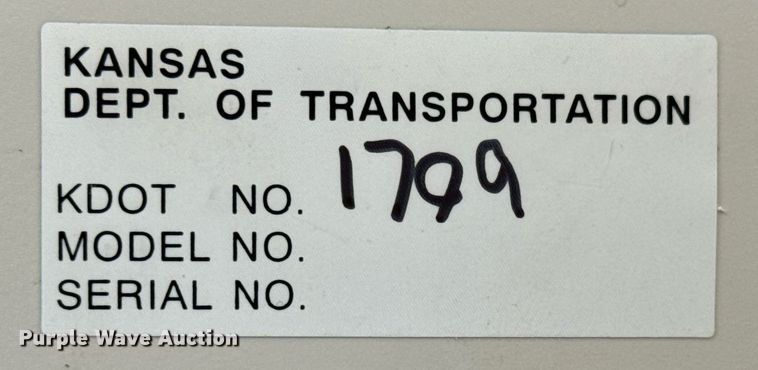 KANSAS
DEPT. OF TRANSPORTATION
KDOT NO. 1799
MODEL NO.
SERIAL NO.
Purple Wave Auction